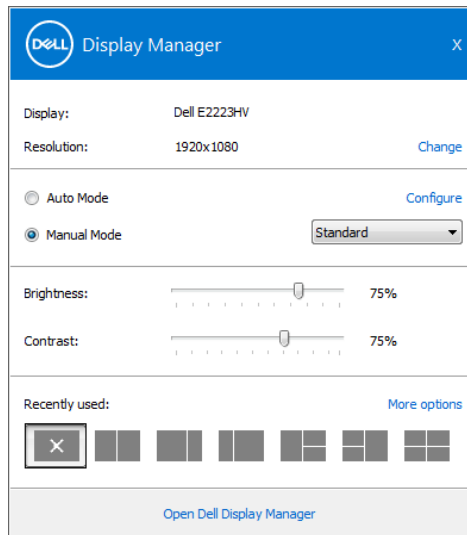 DELL Display Manager X
Display: Dell E2223HV
Resolution: 1920x1080 Change
Auto Mode Configure
Manual Mode Standard
Brightness: 75%
Contrast: 75%
Recently used: More options
Open Dell Display Manager